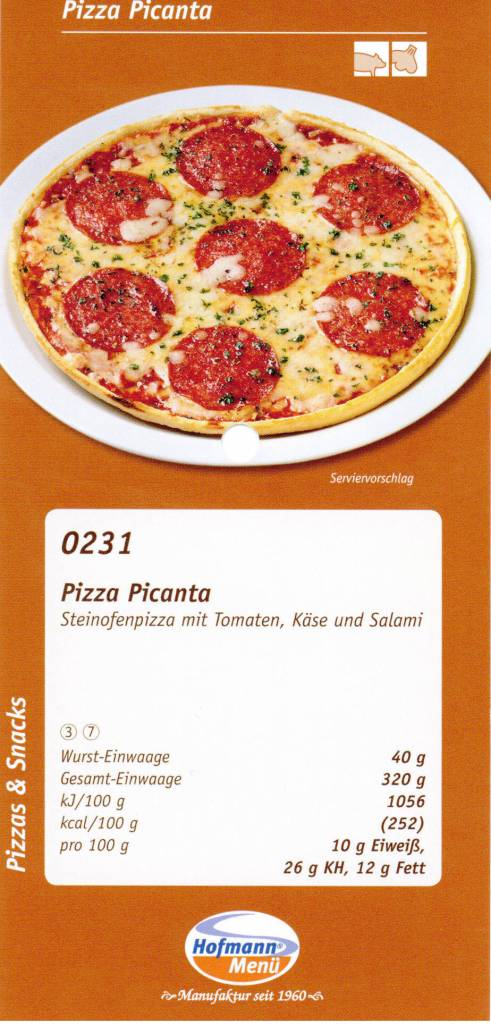 Pizza Picanta
Serviervorschlag
0231
Pizza Picanta
Steinofenpizza mit Tomaten, Käse und Salami
③ ⑦
Wurst-Einwaage 40 g
Gesamt-Einwaage 320 g
kJ/100 g 1056
kcal/100 g (252)
pro 100 g 10 g Eiweiß,
26 g KH, 12 g Fett
Pizzas & Snacks
Hofmann®
Menü
Manufaktur seit 1960